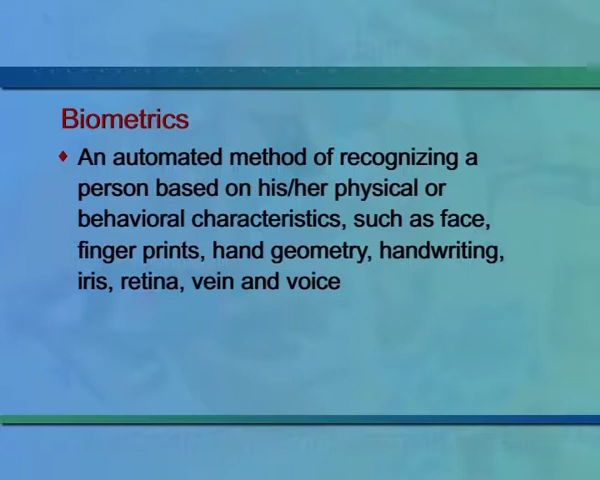 Biometrics
An automated method of recognizing a
person based on his/her physical or
behavioral characteristics, such as face,
finger prints, hand geometry, handwriting,
iris, retina, vein and voice